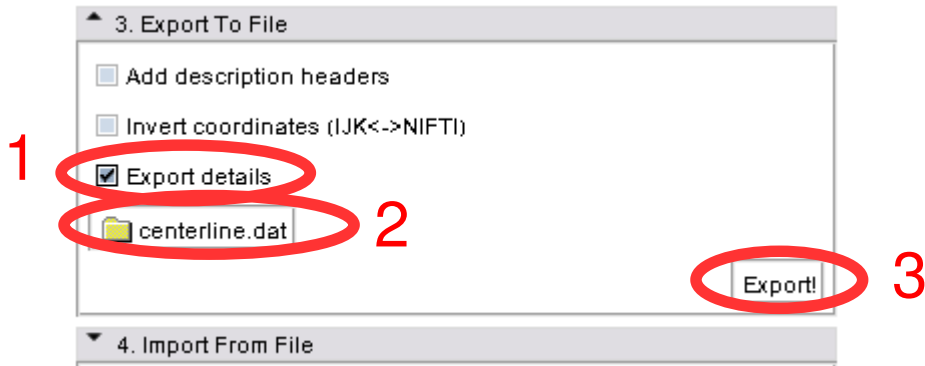 3. Export To File
Add description headers
Invert coordinates (IJK<->NIFTI)
1
Export details
centerline.dat
2
Export!
3
4. Import From File